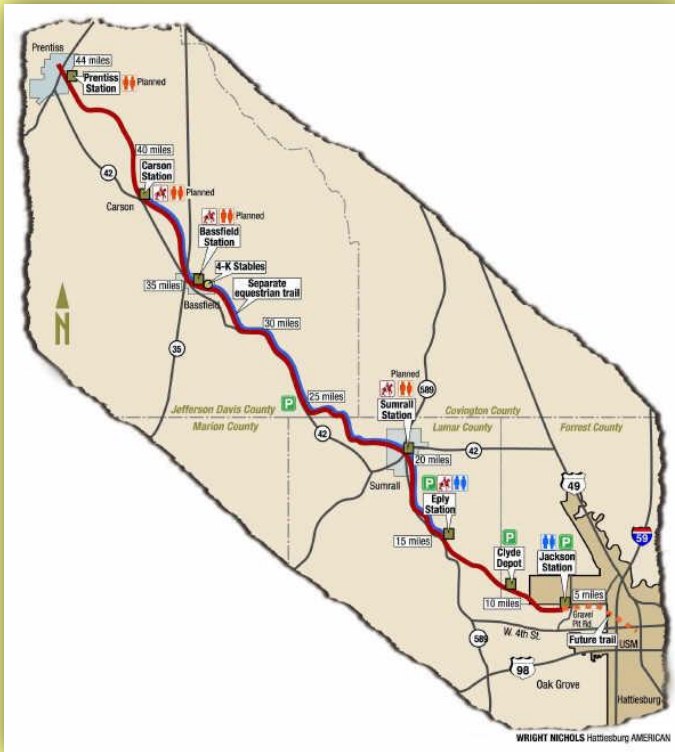 Prentiss
44 miles
Prentiss
Station
Planned
40 miles
Carson
Station
42
Planned
Carson
Planned
Bassfield
Station
4-K Stables
35 miles
Separate
equestrian trail
Bassfield
N
30 miles
35
Planned
25 miles
589
Sumrall
Station
P
Jefferson Davis County
Covington County
Marion County
Lumar County
Forrest County
42
42
20 miles
Sumrall
49
P
Eply
Station
P
59
15 miles
Clyde
Depot
P
Jackson
Station
5 miles
10 miles
Gravel
Pit Rd.
W. 4th St.
589
Future trail
USM
98
Oak Grove
Hattiesburg
WRIGHT NICHOLS Hattiesburg AMERICAN